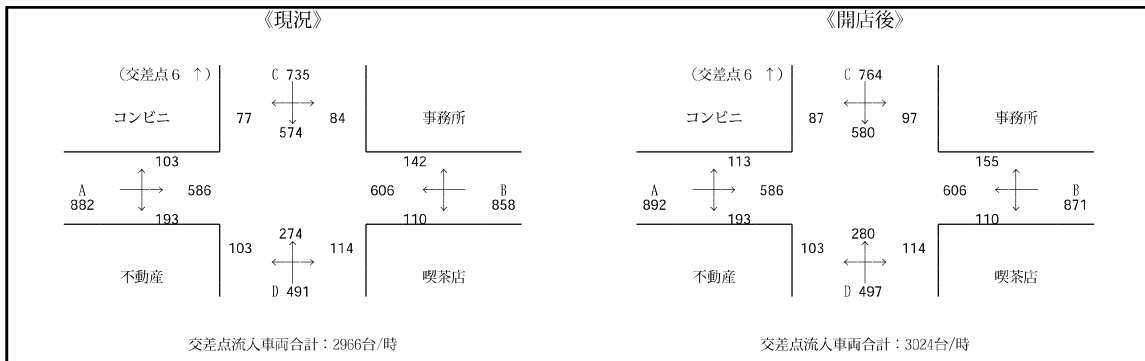 《現況》
（交差点６ ↑）
C 735
コンビニ
77
84
574
事務所
103
142
A
586
606
B
882
858
193
110
274
103
114
不動産
喫茶店
D 491
交差点流入車両合計：2966台/時
《開店後》
（交差点６ ↑）
C 764
コンビニ
87
97
580
事務所
113
155
A
586
606
B
892
871
193
110
280
103
114
不動産
喫茶店
D 497
交差点流入車両合計：3024台/時